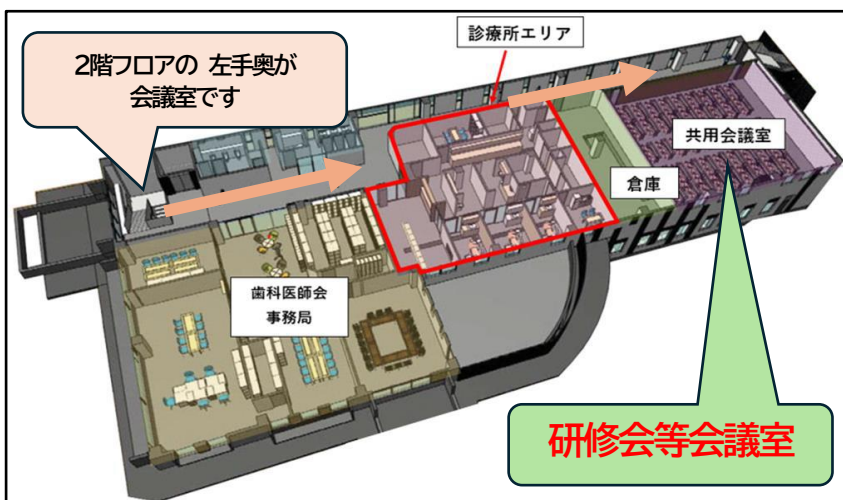 診療所エリア
2階フロアの 左手奥が
会議室です
共用会議室
倉庫
歯科医師会
事務局
研修会等会議室